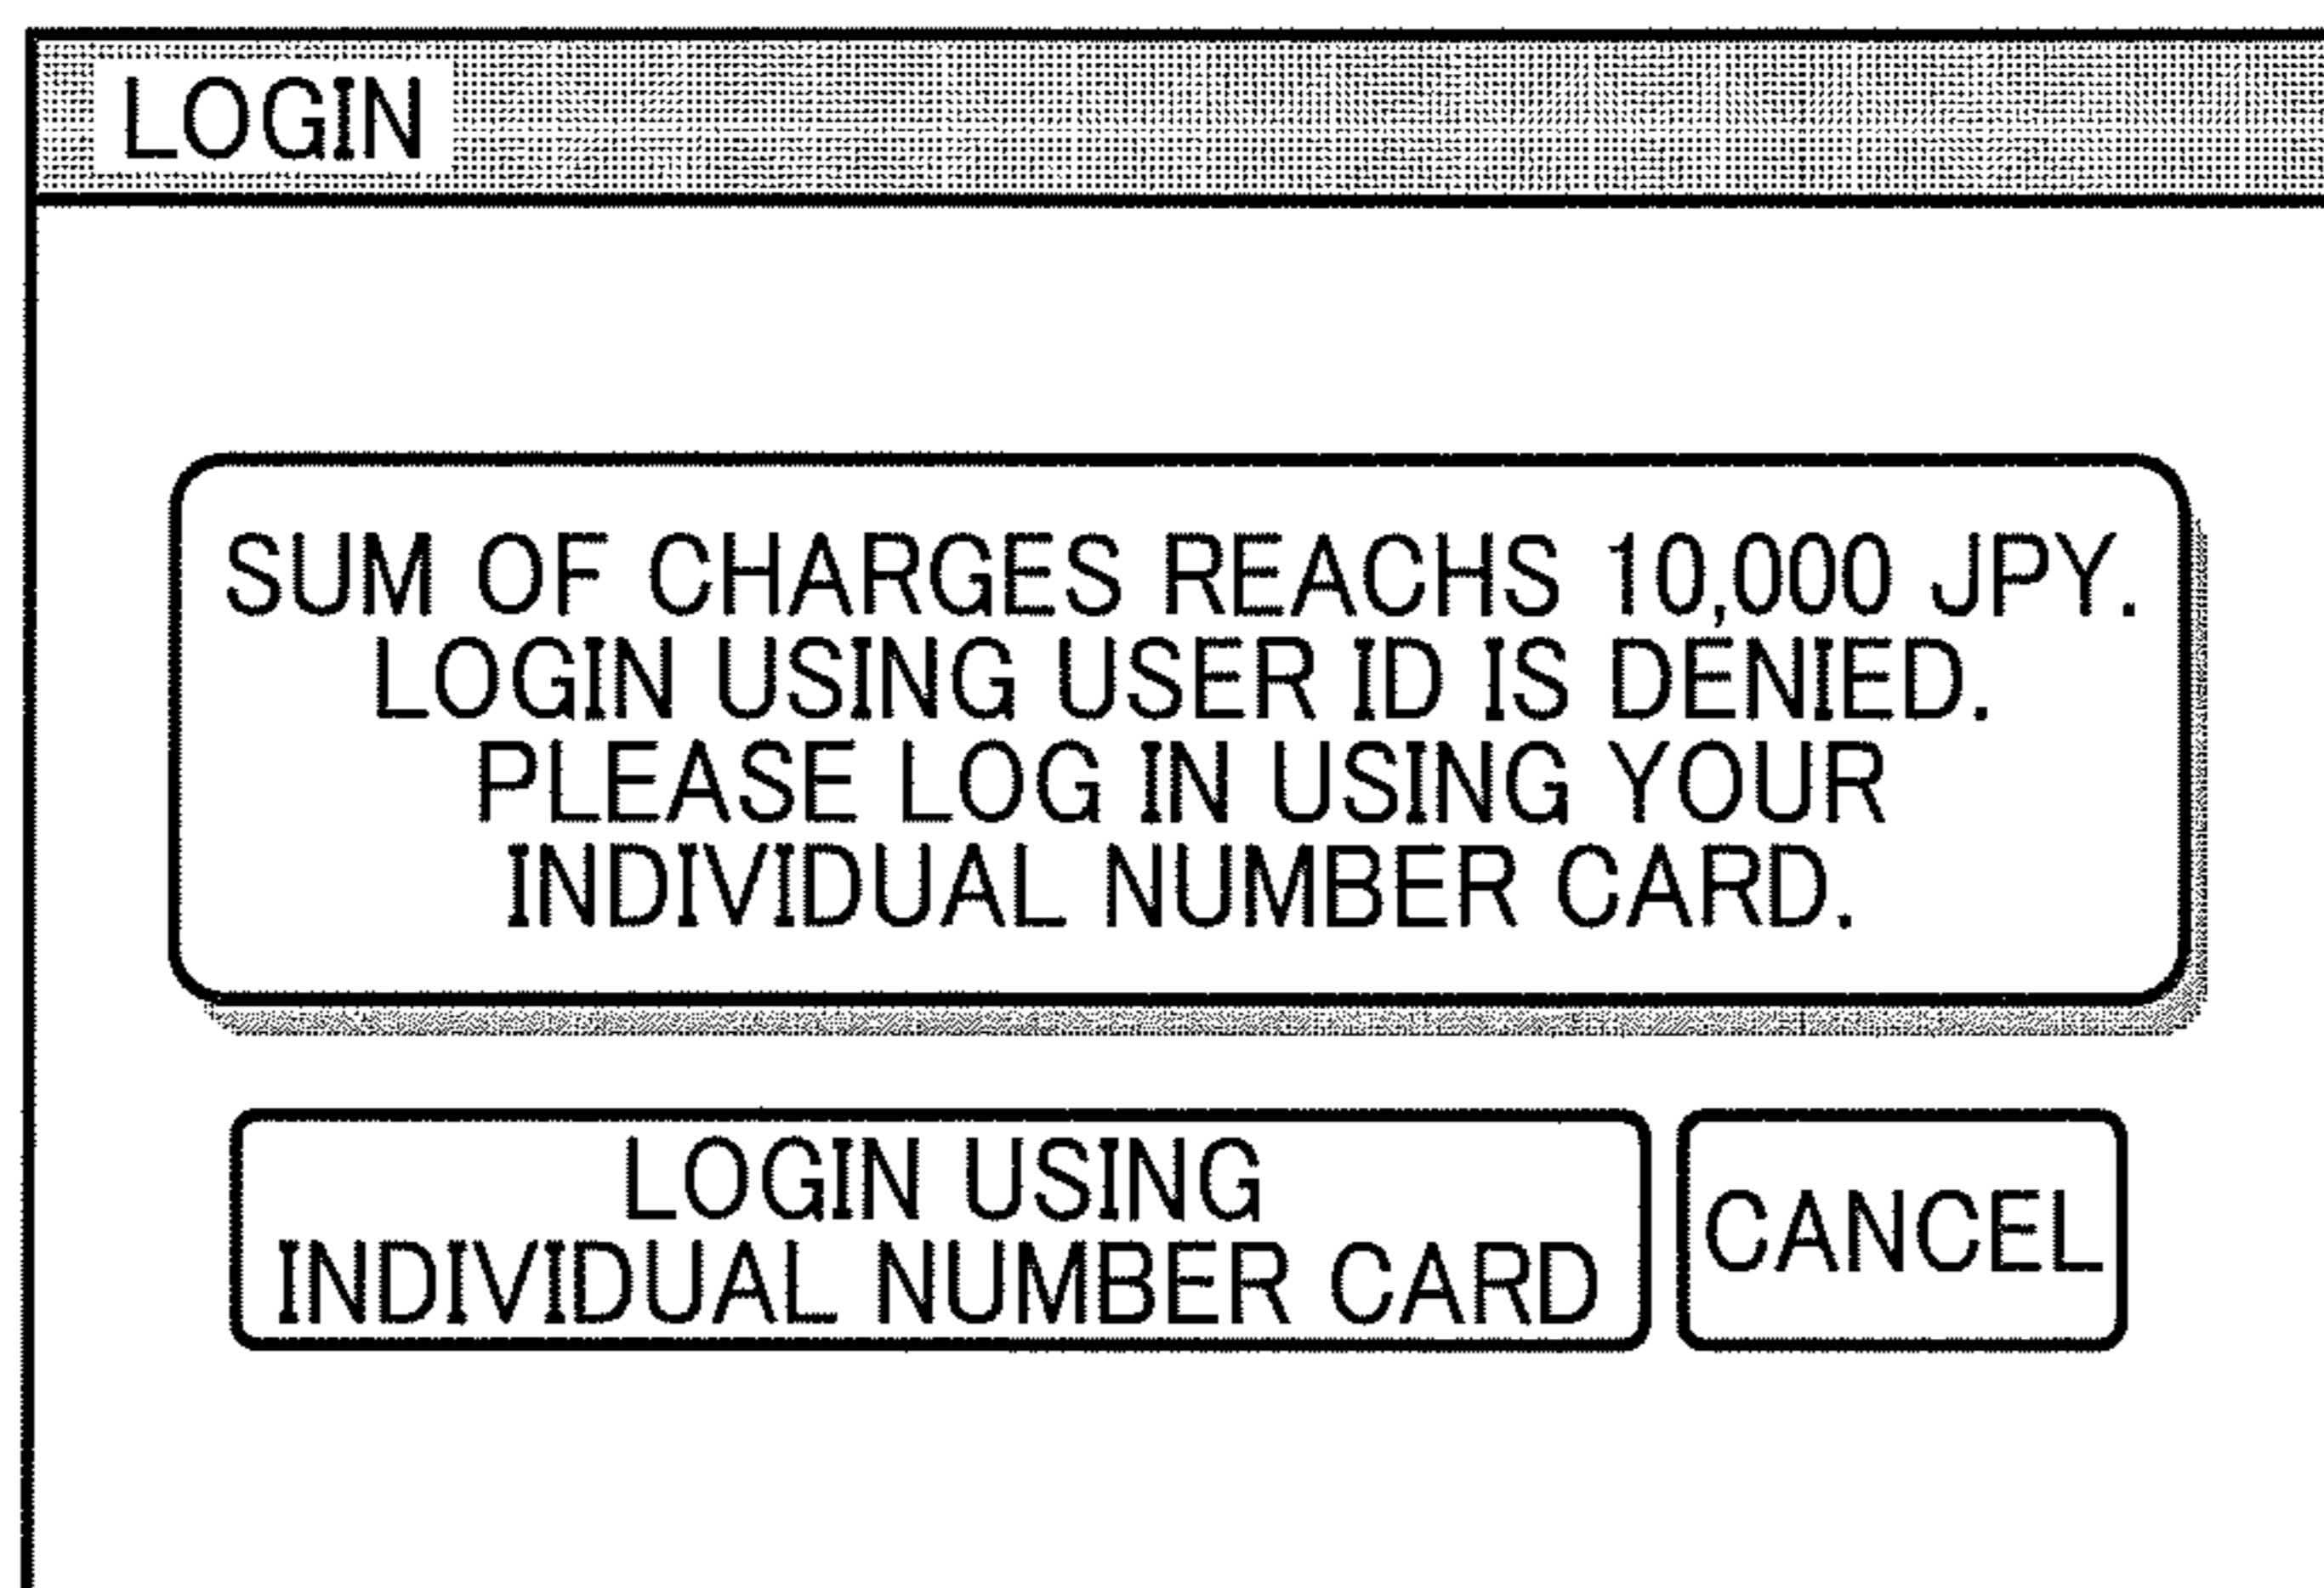 LOGIN
SUM OF CHARGES REACHS 10,000 JPY.
LOGIN USING USER ID IS DENIED.
PLEASE LOG IN USING YOUR
INDIVIDUAL NUMBER CARD.
LOGIN USING
INDIVIDUAL NUMBER CARD
CANCEL